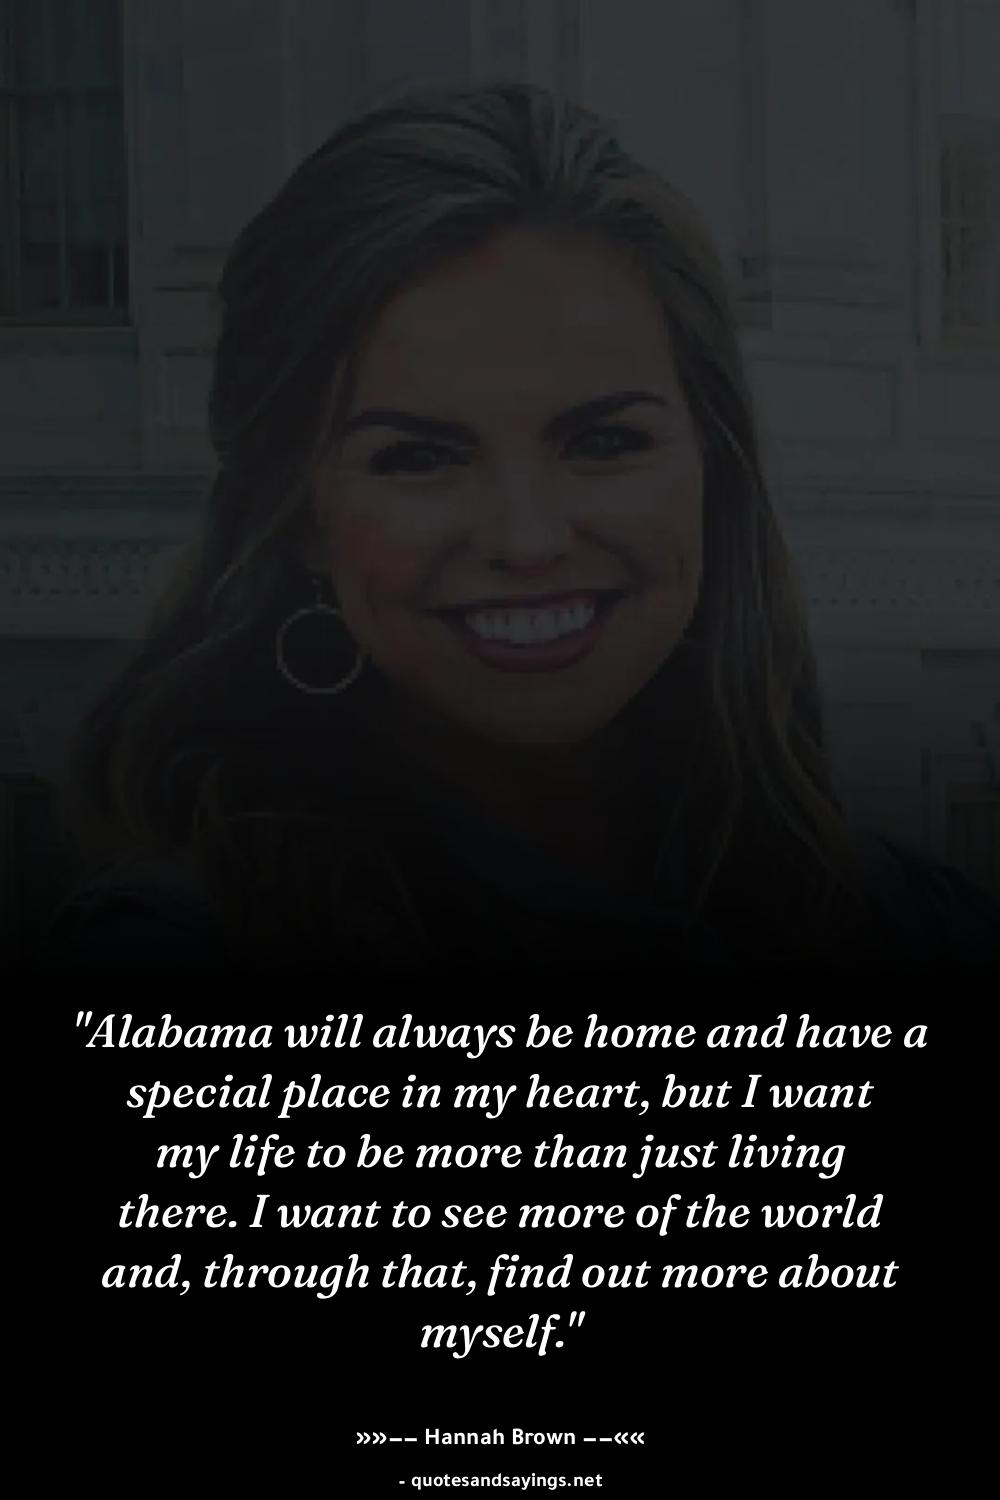 "Alabama will always be home and have a
special place in my heart, but I want
my life to be more than just living
there. I want to see more of the world
and, through that, find out more about
myself."
»»−− Hannah Brown −−««
- quotesandsayings.net